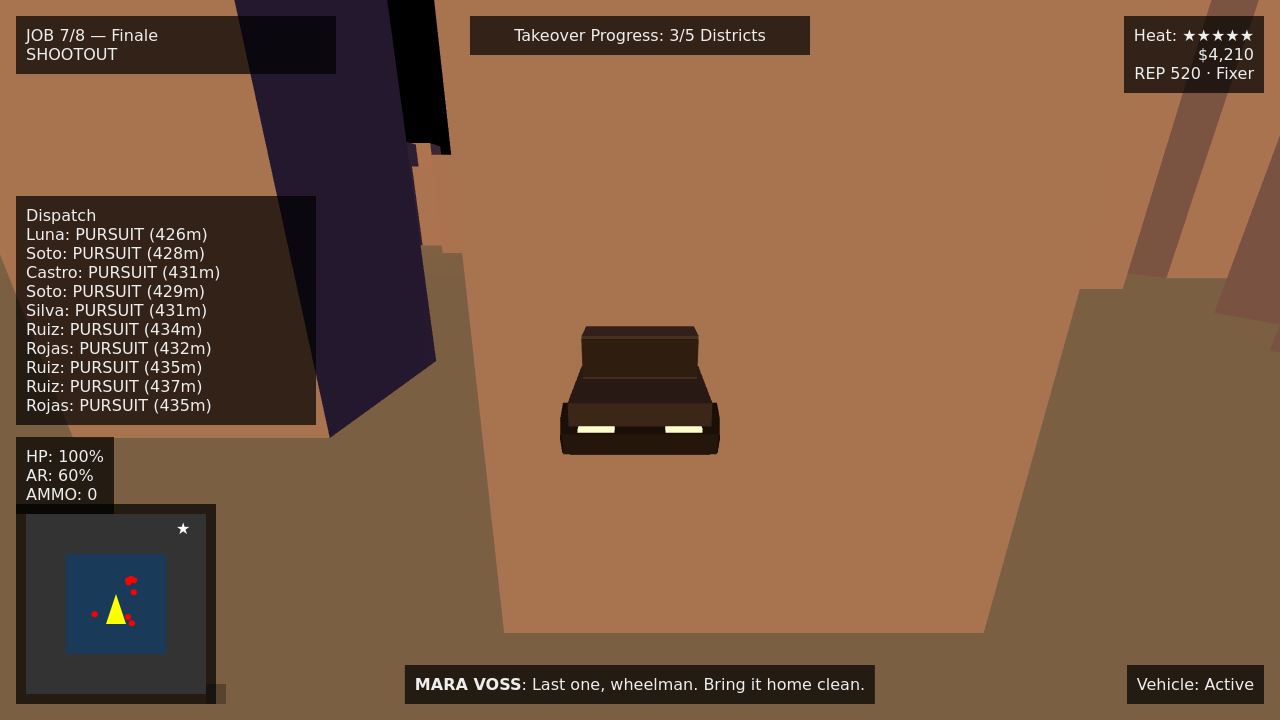 JOB 7/8 — Finale
SHOOTOUT
Takeover Progress: 3/5 Districts
Heat: ★★★★★
$4,210
REP 520 · Fixer
Dispatch
Luna: PURSUIT (426m)
Soto: PURSUIT (428m)
Castro: PURSUIT (431m)
Soto: PURSUIT (429m)
Silva: PURSUIT (431m)
Ruiz: PURSUIT (434m)
Rojas: PURSUIT (432m)
Ruiz: PURSUIT (435m)
Ruiz: PURSUIT (437m)
Rojas: PURSUIT (435m)
HP: 100%
AR: 60%
AMMO: 0
★
MARA VOSS: Last one, wheelman. Bring it home clean.
Vehicle: Active